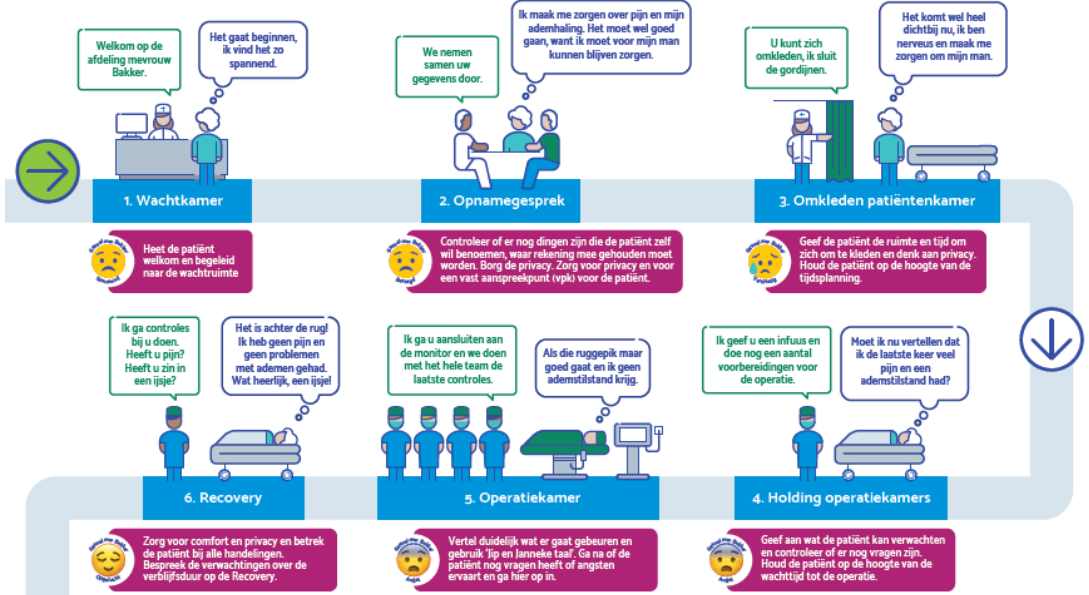 Welkom op de
afdeling mevrouw
Bakker.
Het gaat beginnen,
ik vind het zo
spannend.
1. Wachtkamer
Heet de patiënt
welkom en begeleid
naar de wachtruimte
We nemen
samen uw
gegevens door.
Ik maak me zorgen over pijn en mijn
ademhaling. Het moet wel goed
gaan, want ik moet voor mijn man
kunnen blijven zorgen.
2. Opnamegesprek
Controleer of er nog dingen zijn die de patiënt zelf
wil benoemen, waar rekening mee gehouden moet
worden. Borg de privacy. Zorg voor privacy en voor
een vast aanspreekpunt (vpk) voor de patiënt.
U kunt zich
omkleden, ik sluit
de gordijnen.
Het komt wel heel
dichtbij nu, ik ben
nerveus en maak me
zorgen om mijn man.
3. Omkleden patiëntenkamer
Geef de patiënt de ruimte en tijd om
zich om te kleden en denk aan privacy.
Houd de patiënt op de hoogte van de
tijdsplanning.
Ik geef u een infuus en
doe nog een aantal
voorbereidingen voor
de operatie.
Moet ik nu vertellen dat
ik de laatste keer veel
pijn en een
ademstilstand had?
4. Holding operatiekamers
Geef aan wat de patiënt kan verwachten
en controleer of er nog vragen zijn.
Houd de patiënt op de hoogte van de
wachttijd tot de operatie.
Ik ga u aansluiten aan
de monitor en we doen
met het hele team de
laatste controles.
Als die ruggepik maar
goed gaat en ik geen
ademstilstand krijg.
5. Operatiekamer
Vertel duidelijk wat er gaat gebeuren en
gebruik ‘Jip en Janneke taal’. Ga na of de
patiënt nog vragen heeft of angsten
ervaart en ga hier op in.
Ik ga controles
bij u doen.
Heeft u pijn?
Heeft u zin in
een ijsje?
Het is achter de rug!
Ik heb geen pijn en
geen problemen
met ademen gehad.
Wat heerlijk, een ijsje!
6. Recovery
Zorg voor comfort en privacy en betrek
de patiënt bij alle handelingen.
Bespreek de verwachtingen over de
verblijfsduur op de Recovery.